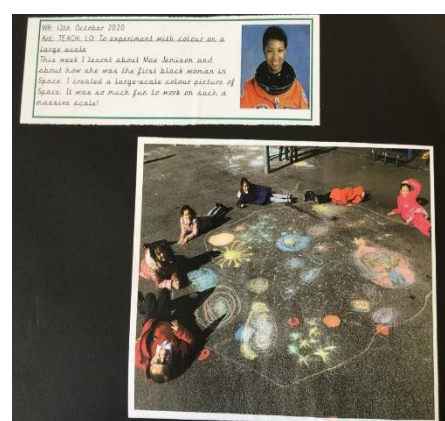 WB: 12th October 2020
Art: TEACH: LO: To experiment with colour on a
large scale
This week I learnt about Mae Jemison and
about how she was the first black woman in
Space. I created a large-scale colour picture of
Space. It was so much fun to work on such a
massive scale!